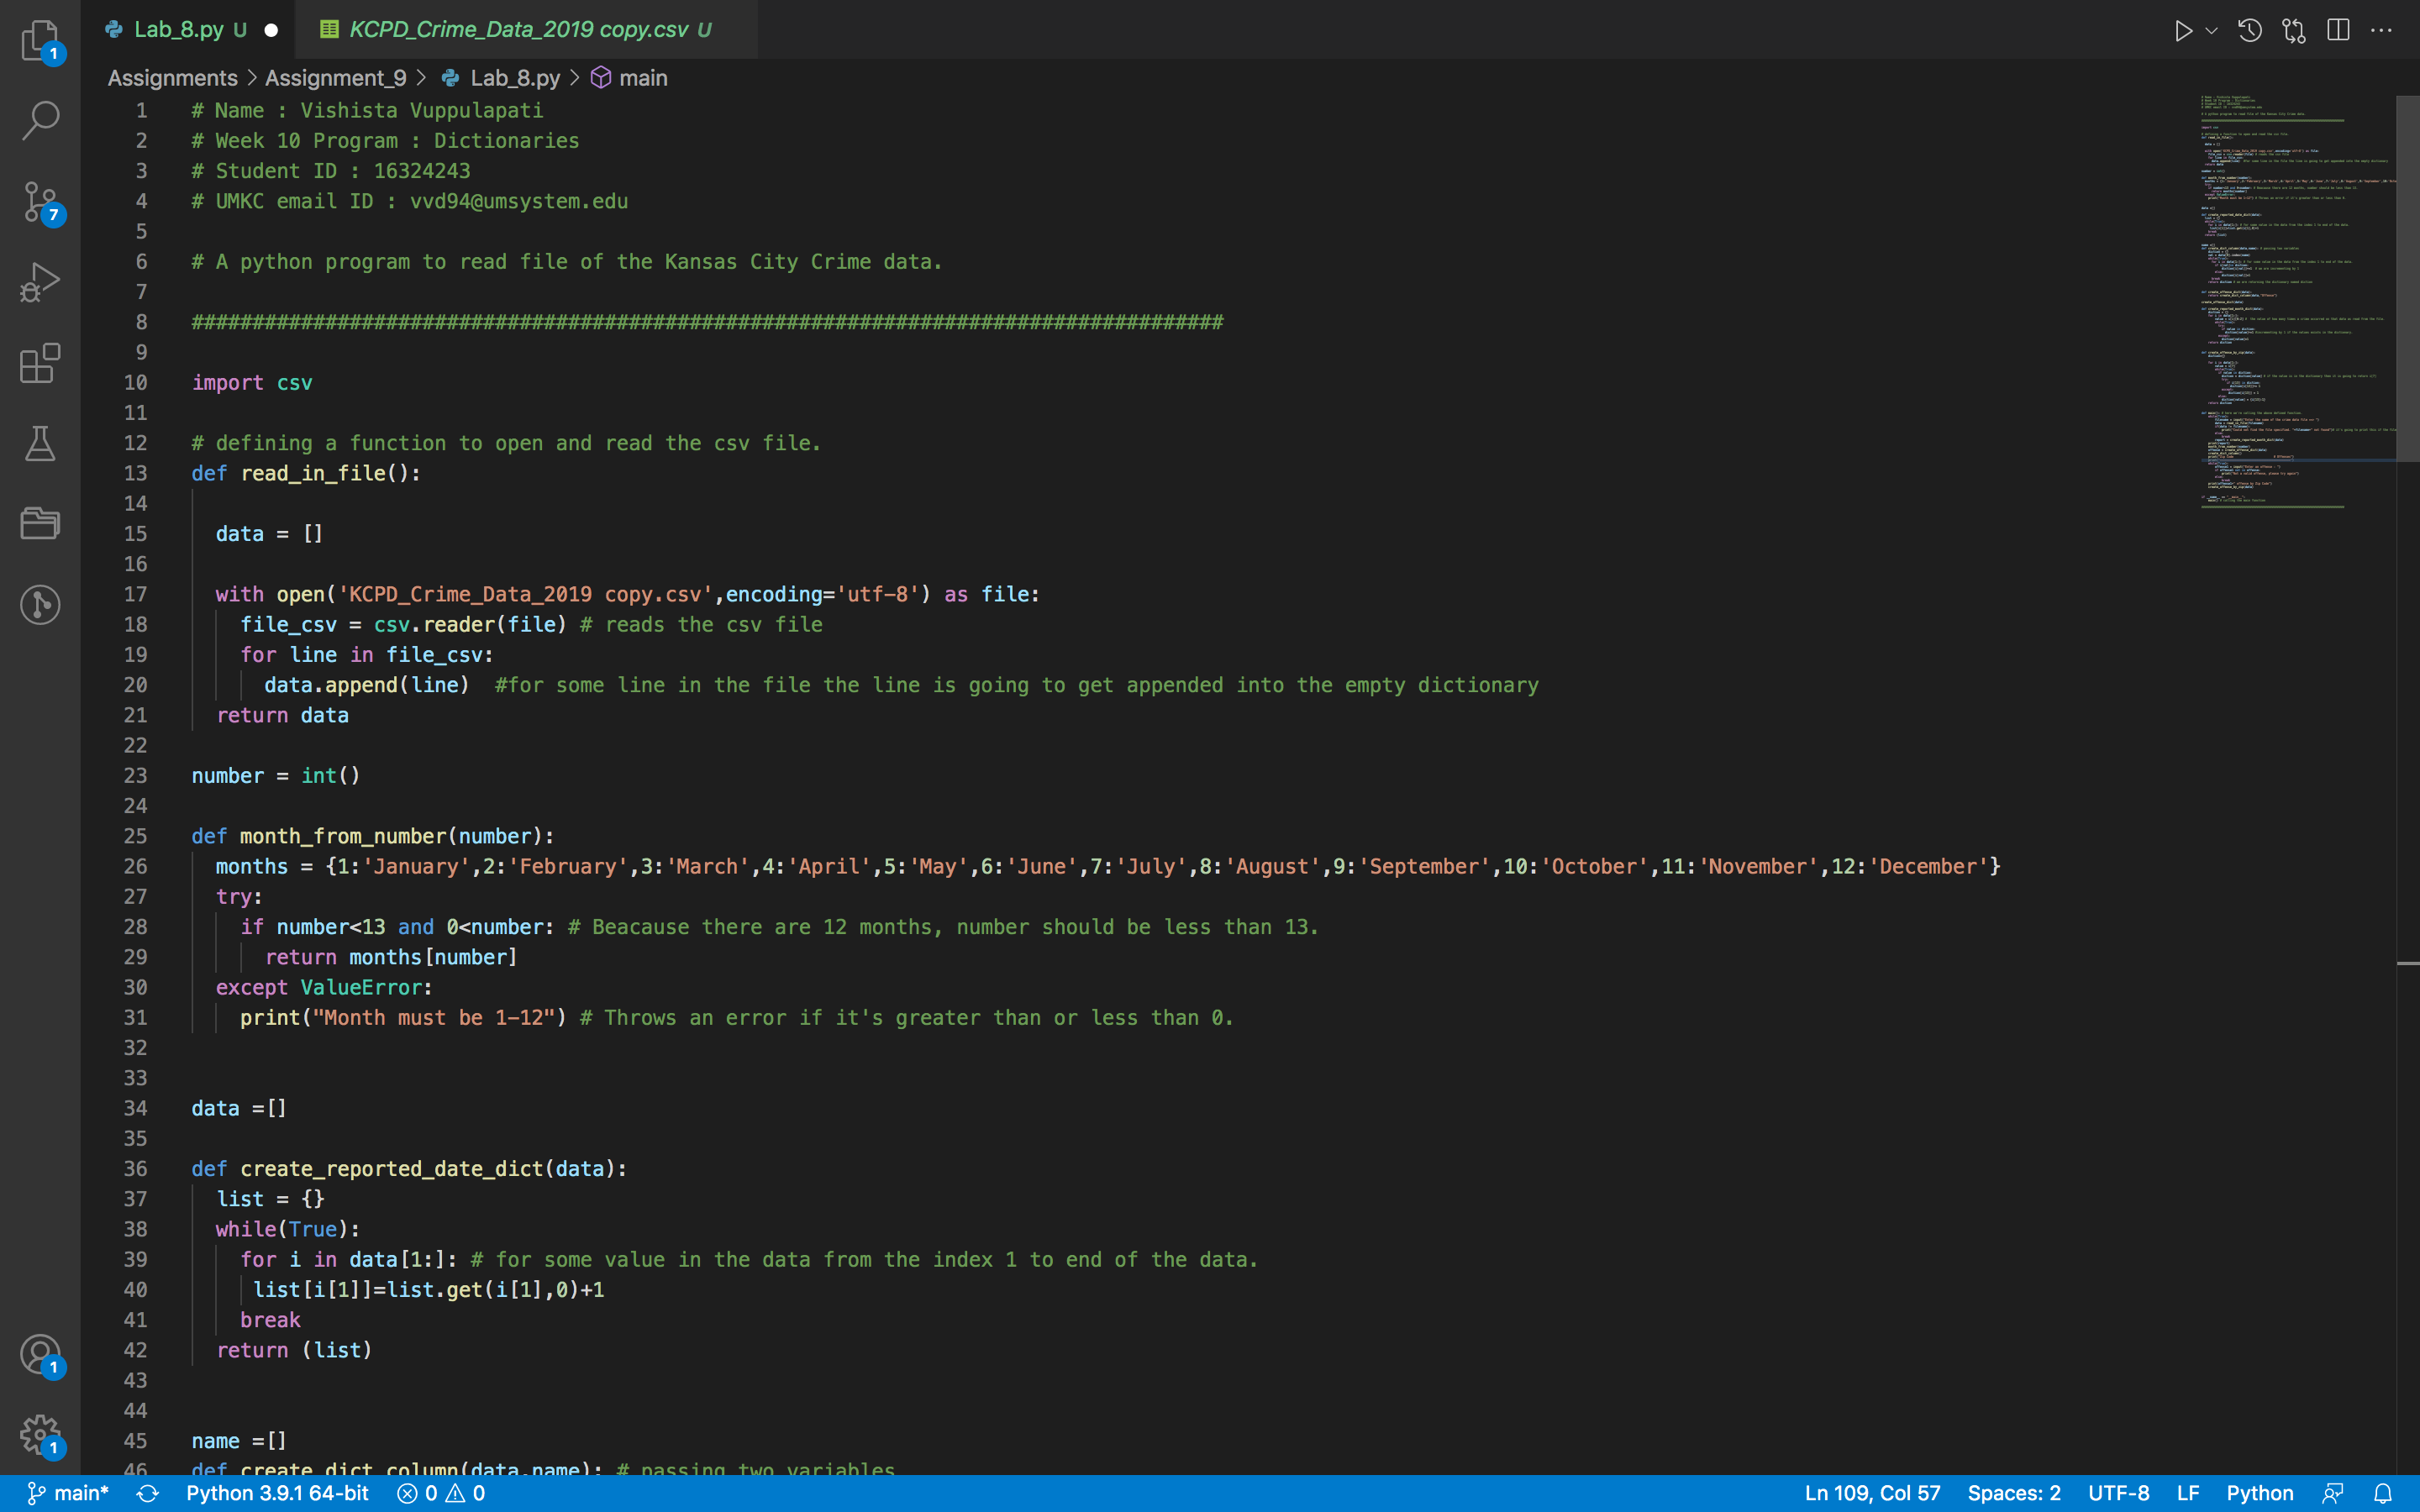 Lab_8.py U
KCPD_Crime_Data_2019 copy.csv U
Assignments > Assignment_9 > Lab_8.py > main
1 # Name : Vishista Vuppulapati
2 # Week 10 Program : Dictionaries
3 # Student ID : 16324243
4 # UMKC email ID : vvd94@umsystem.edu
5
6 # A python program to read file of the Kansas City Crime data.
7
8 #####################################################################################
9
10 import csv
11
12 # defining a function to open and read the csv file.
13 def read_in_file():
14
15 data = []
16
17 with open('KCPD_Crime_Data_2019 copy.csv',encoding='utf-8') as file:
18 file_csv = csv.reader(file) # reads the csv file
19 for line in file_csv:
20 data.append(line)  #for some line in the file the line is going to get appended into the empty dictionary
21 return data
22
23 number = int()
24
25 def month_from_number(number):
26 months = {1:'January',2:'February',3:'March',4:'April',5:'May',6:'June',7:'July',8:'August',9:'September',10:'October',11:'November',12:'December'}
27 try:
28 if number<13 and 0<number: # Beacause there are 12 months, number should be less than 13.
29 return months[number]
30 except ValueError:
31 print("Month must be 1-12") # Throws an error if it's greater than or less than 0.
32
33
34 data =[]
35
36 def create_reported_date_dict(data):
37 list = {}
38 while(True):
39 for i in data[1:]: # for some value in the data from the index 1 to end of the data.
40 list[i[1]]=list.get(i[1],0)+1
41 break
42 return (list)
43
44
45 name =[]
46 def create_dict_column(data,name): # passing two variables
1
7
1
1
main* Python 3.9.1 64-bit 0 0 Ln 109, Col 57 Spaces: 2 UTF-8 LF Python